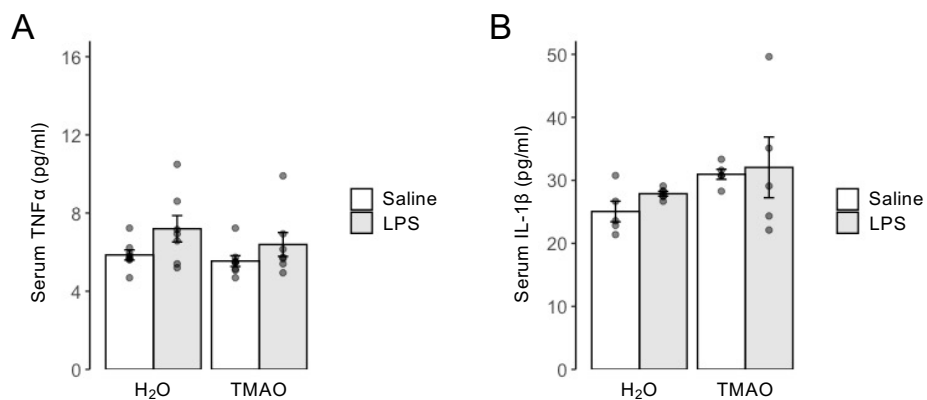 A
Serum TNFα (pg/ml)
16
12
8
4
0
H₂O
TMAO
Saline
LPS
B
Serum IL-1β (pg/ml)
50
40
30
20
10
0
H₂O
TMAO
Saline
LPS